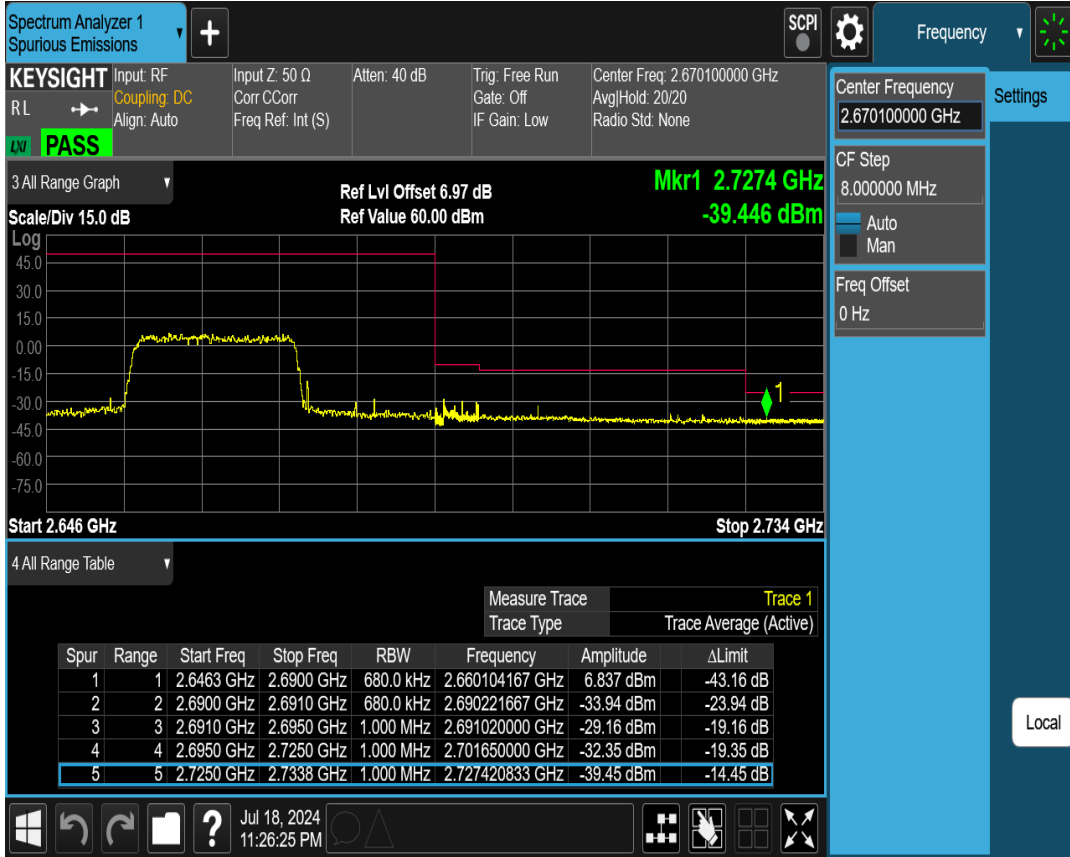 Spectrum Analyzer 1
Spurious Emissions
+
SCPI
Frequency
KEYSIGHT
RL
LXI PASS
Input: RF
Coupling: DC
Align: Auto
Input Z: 50 Ω
Corr CCorr
Freq Ref: Int (S)
Atten: 40 dB
Trig: Free Run
Gate: Off
IF Gain: Low
Center Freq: 2.670100000 GHz
Avg|Hold: 20/20
Radio Std: None
Center Frequency
2.670100000 GHz
Settings
CF Step
8.000000 MHz
Auto
Man
Freq Offset
0 Hz
3 All Range Graph
Scale/Div 15.0 dB
Ref Lvl Offset 6.97 dB
Ref Value 60.00 dBm
Mkr1 2.7274 GHz
-39.446 dBm
Log
45.0
30.0
15.0
0.00
-15.0
-30.0
-45.0
-60.0
-75.0
1
Start 2.646 GHz
Stop 2.734 GHz
4 All Range Table
Measure Trace Trace 1
Trace Type Trace Average (Active)
Spur Range Start Freq Stop Freq RBW Frequency Amplitude ΔLimit
1 1 2.6463 GHz 2.6900 GHz 680.0 kHz 2.660104167 GHz 6.837 dBm -43.16 dB
2 2 2.6900 GHz 2.6910 GHz 680.0 kHz 2.690221667 GHz -33.94 dBm -23.94 dB
3 3 2.6910 GHz 2.6950 GHz 1.000 MHz 2.691020000 GHz -29.16 dBm -19.16 dB
4 4 2.6950 GHz 2.7250 GHz 1.000 MHz 2.701650000 GHz -32.35 dBm -19.35 dB
5 5 2.7250 GHz 2.7338 GHz 1.000 MHz 2.727420833 GHz -39.45 dBm -14.45 dB
Local
?
Jul 18, 2024
11:26:25 PM